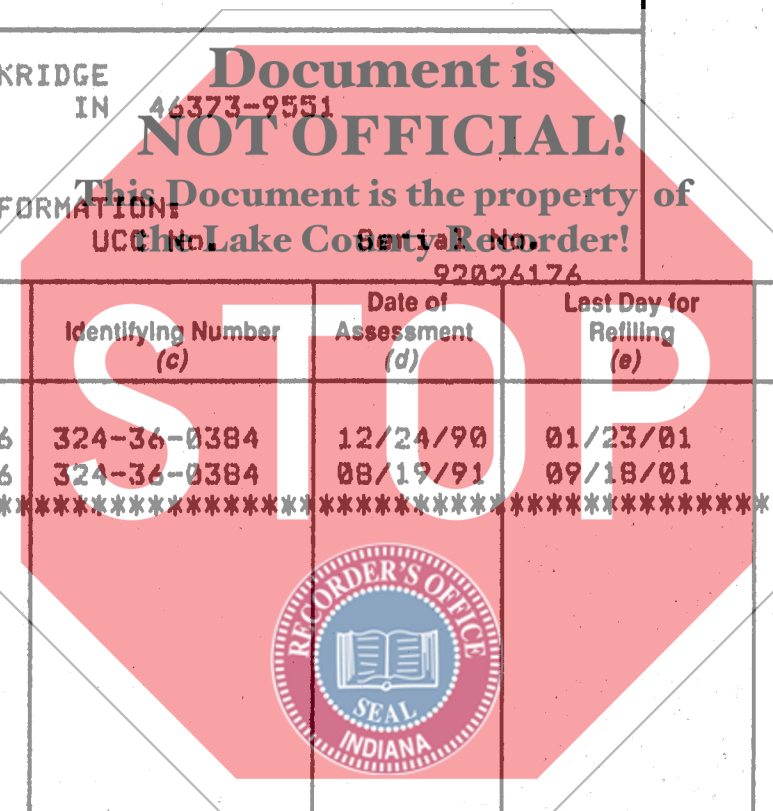 KRIDGE
Document is
IN 46373-9551
NOT OFFICIAL!
This Document is the property of
FORMATION:
the Lake County Recorder!
UCC No. Serial No.
92026176
Identifying Number
(c)
Date of
Assessment
(d)
Last Day for
Refiling
(e)
STOP
6 324-36-0384 12/24/90 01/23/01
6 324-36-0384 08/19/91 09/18/01
RECORDER'S OFFICE
SEAL
INDIANA